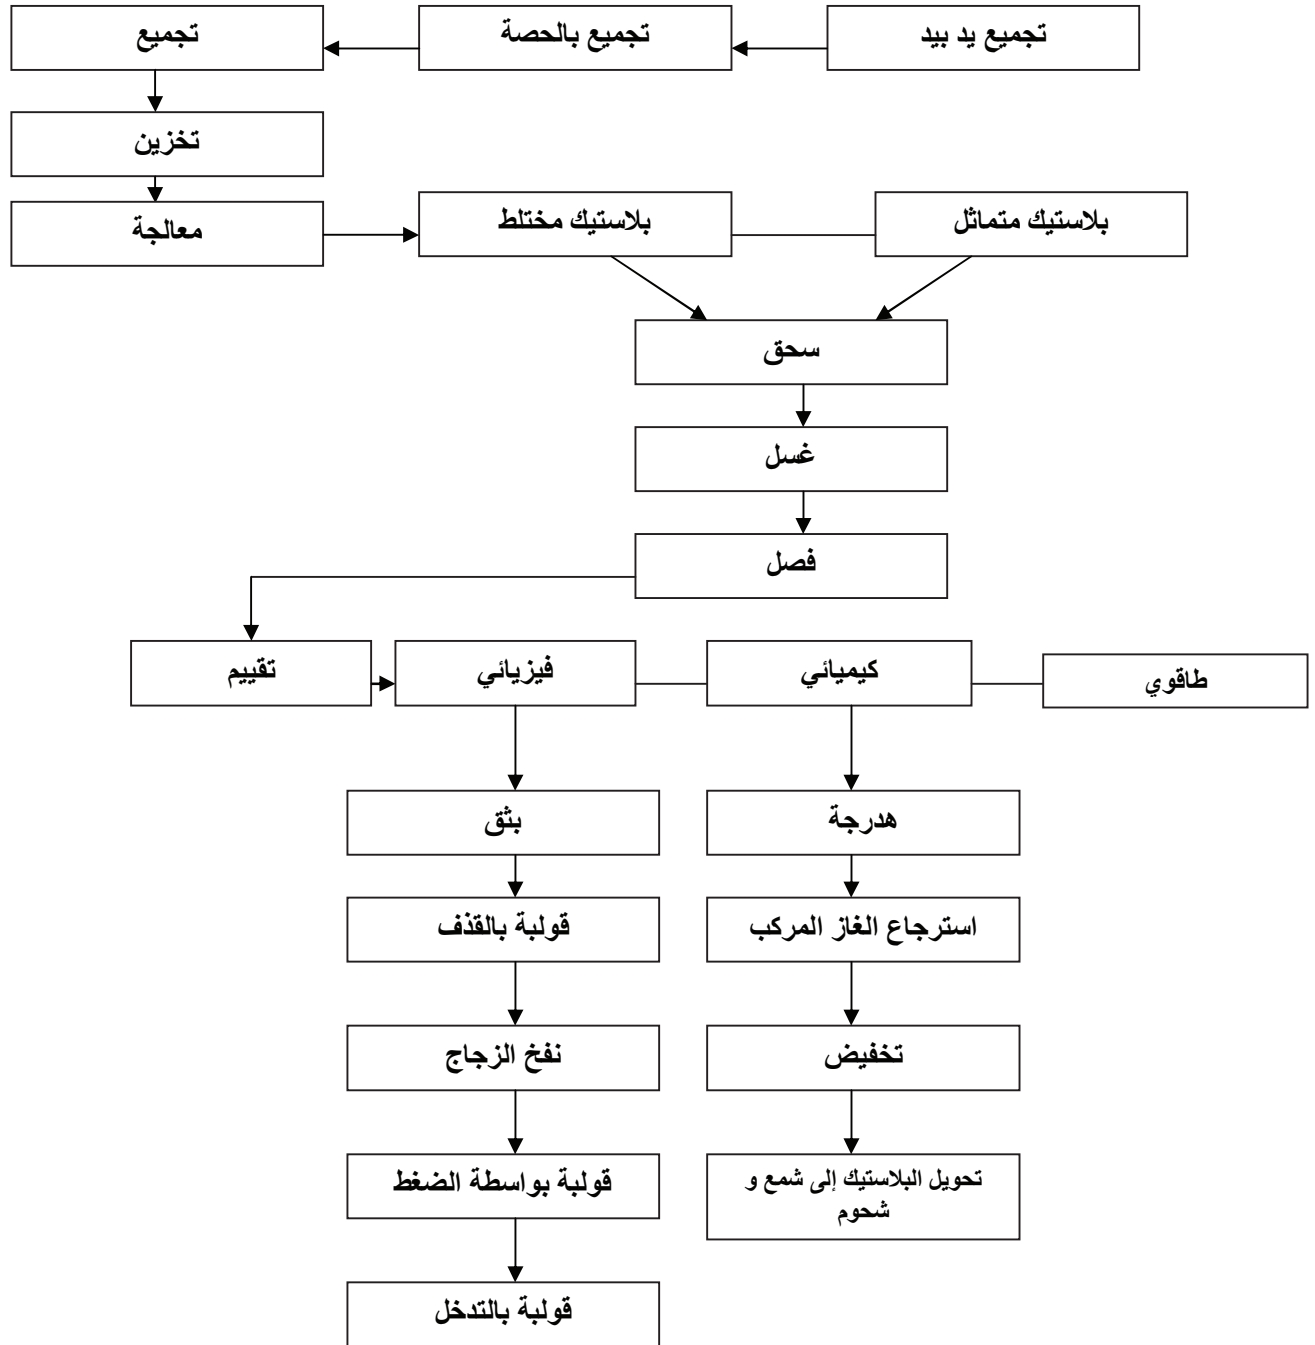 تجميع يد بيد
تجميع بالحصة
تجميع
تخزين
معالجة
بلاستيك مختلط
بلاستيك متماثل
سحق
غسل
فصل
تقييم
فيزيائي
كيميائي
طاقوي
بثق
هدرجة
قولبة بالقذف
استرجاع الغاز المركب
نفخ الزجاج
تخفيض
قولبة بواسطة الضغط
تحويل البلاستيك إلى شمع و
شحوم
قولبة بالتدخل